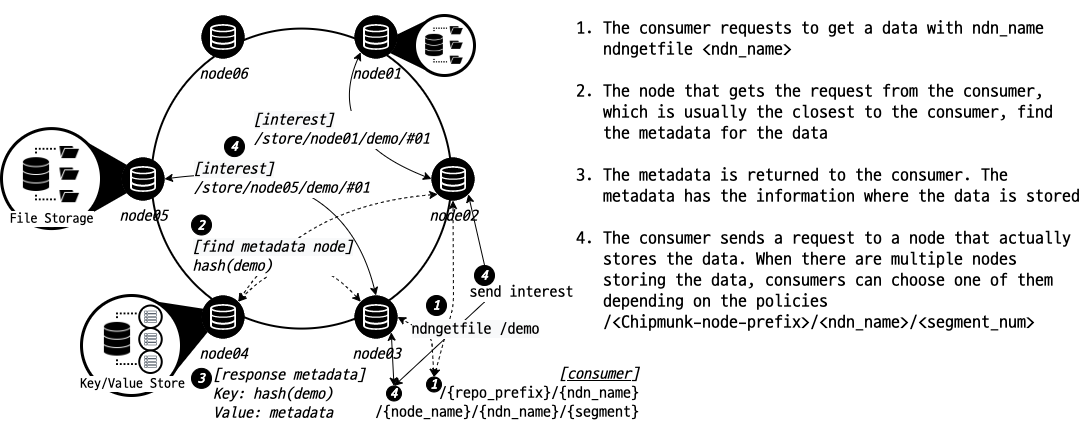 node06
node01
[interest]
/store/node01/demo/#01
4
[interest]
/store/node05/demo/#01
File Storage
node05
node02
2
[find metadata node]
hash(demo)
4
send interest
1
ndngetfile /demo
node04
node03
Key/Value Store
3
[response metadata]
Key: hash(demo)
Value: metadata
[consumer]
1
/{repo_prefix}/{ndn_name}
4
/{node_name}/{ndn_name}/{segment}
1. The consumer requests to get a data with ndn_name
ndngetfile <ndn_name>
2. The node that gets the request from the consumer,
which is usually the closest to the consumer, find
the metadata for the data
3. The metadata is returned to the consumer. The
metadata has the information where the data is stored
4. The consumer sends a request to a node that actually
stores the data. When there are multiple nodes
storing the data, consumers can choose one of them
depending on the policies
/<Chipmunk-node-prefix>/<ndn_name>/<segment_num>